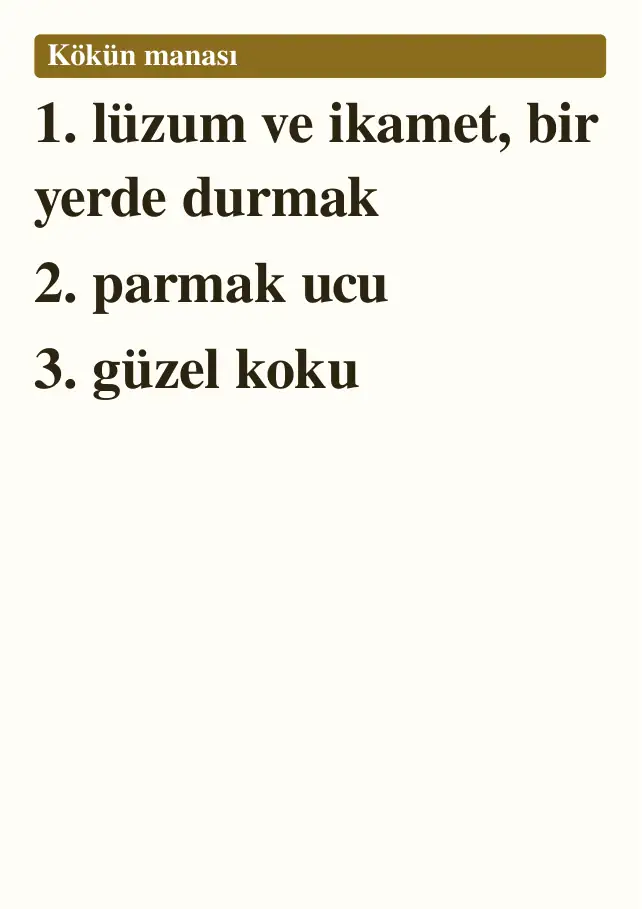 Kökün manası
1. lüzum ve ikamet, bir
yerde durmak
2. parmak ucu
3. güzel koku